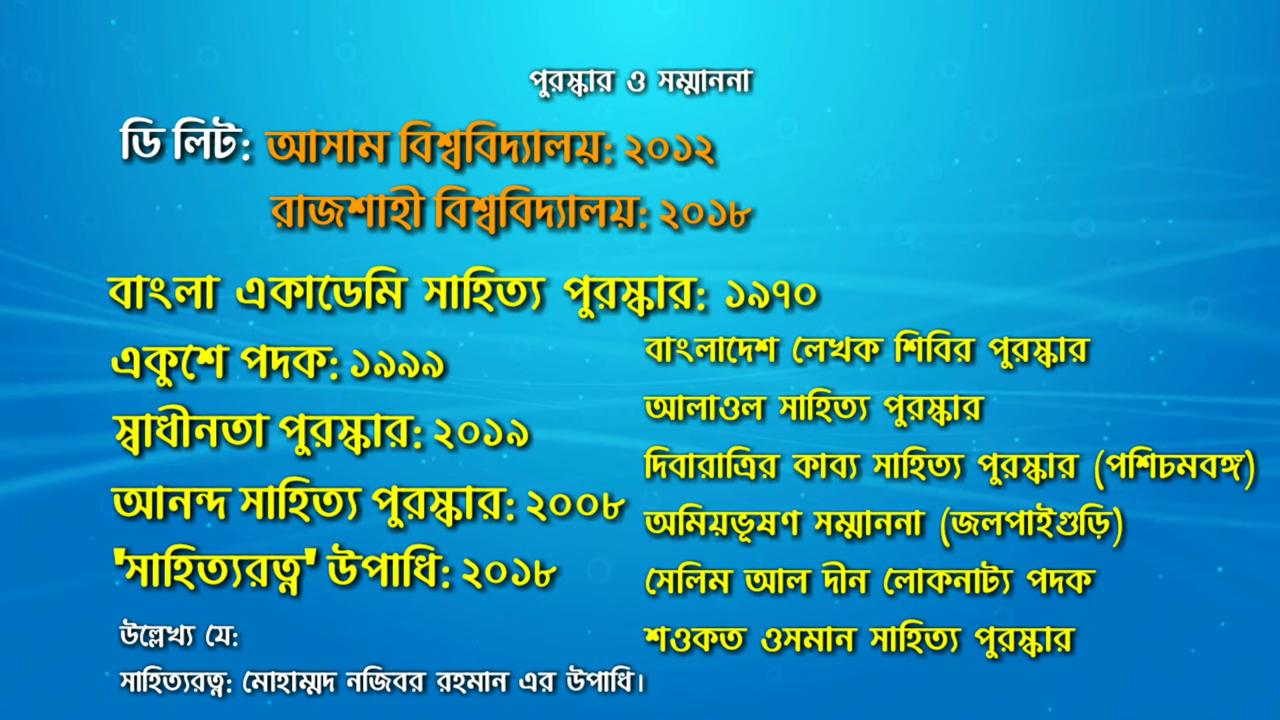 পুরস্কার ও সম্মাননা
ডি লিট: আসাম বিশ্ববিদ্যালয়: ২০১২
রাজশাহী বিশ্ববিদ্যালয়: ২০১৮
বাংলা একাডেমি সাহিত্য পুরস্কার: ১৯৭০
একুশে পদক: ১৯৯৯
স্বাধীনতা পুরস্কার: ২০১৯
আনন্দ সাহিত্য পুরস্কার: ২০০৮
'সাহিত্যরত্ন' উপাধি: ২০১৮
উল্লেখ্য যে:
সাহিত্যরত্ন: মোহাম্মদ নজিবর রহমান এর উপাধি।
বাংলাদেশ লেখক শিবির পুরস্কার
আলাওল সাহিত্য পুরস্কার
দিবারাত্রির কাব্য সাহিত্য পুরস্কার (পশিচমবঙ্গ)
অমিয়ভূষণ সম্মাননা (জলপাইগুড়ি)
সেলিম আল দীন লোকনাট্য পদক
শওকত ওসমান সাহিত্য পুরস্কার